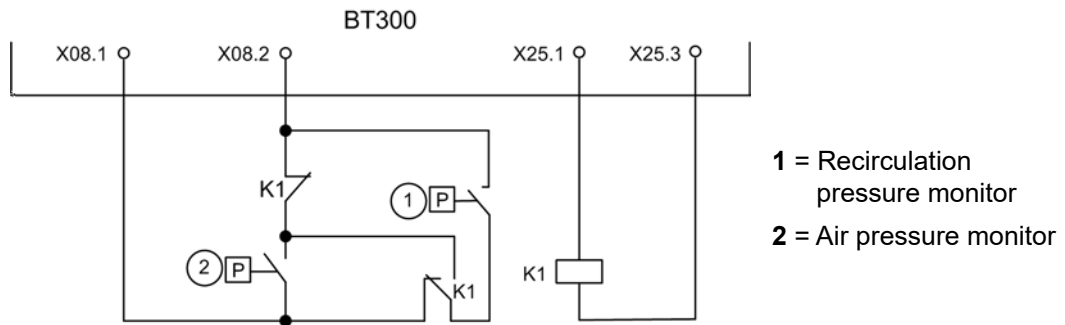 BT300
X08.1 X08.2 X25.1 X25.3
K1
1 P
2 P
K1
K1
1 = Recirculation
pressure monitor
2 = Air pressure monitor